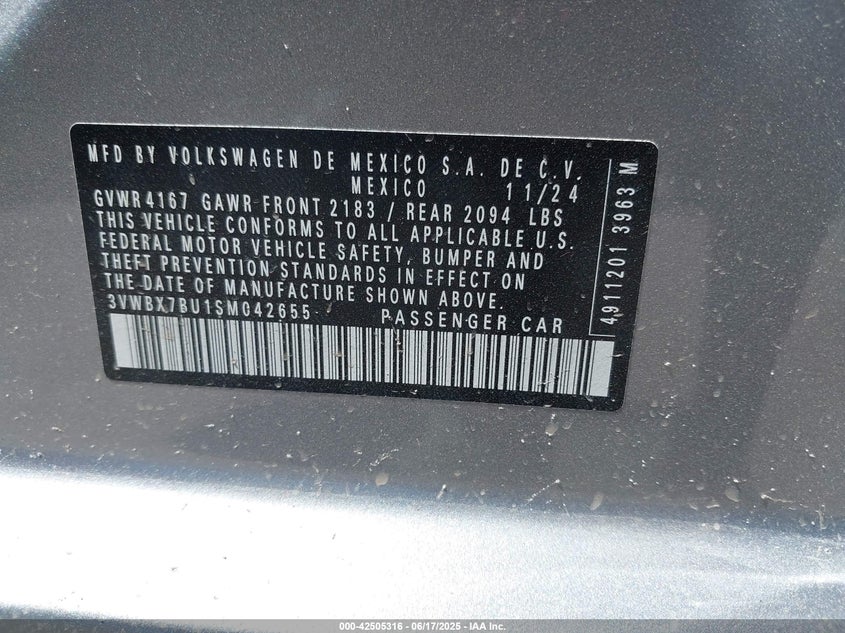 MFD BY VOLKSWAGEN DE MEXICO S.A. DE C.V.
MEXICO 11/24
GVWR 4167 GAWR FRONT 2183 / REAR 2094 LBS
THIS VEHICLE CONFORMS TO ALL APPLICABLE U.S.
FEDERAL MOTOR VEHICLE SAFETY, BUMPER AND
THEFT PREVENTION STANDARDS IN EFFECT ON
THE DATE OF MANUFACTURE SHOWN ABOVE.
3VWBX7BU1SM042655 PASSENGER CAR
4911201 3963 M
000-42505316 - 06/17/2025 - IAA Inc.